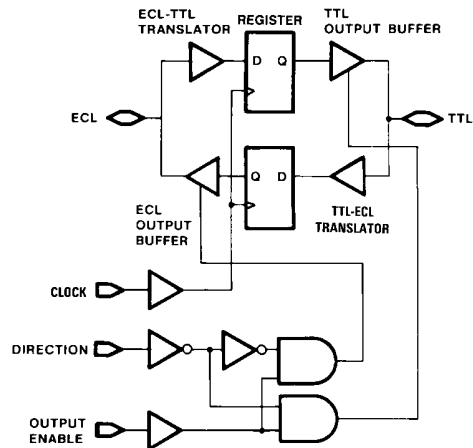 ECL-TTL
TRANSLATOR
REGISTER
TTL
OUTPUT BUFFER
D Q
ECL
TTL
Q D
ECL
OUTPUT
BUFFER
TTL-ECL
TRANSLATOR
CLOCK
DIRECTION
OUTPUT
ENABLE